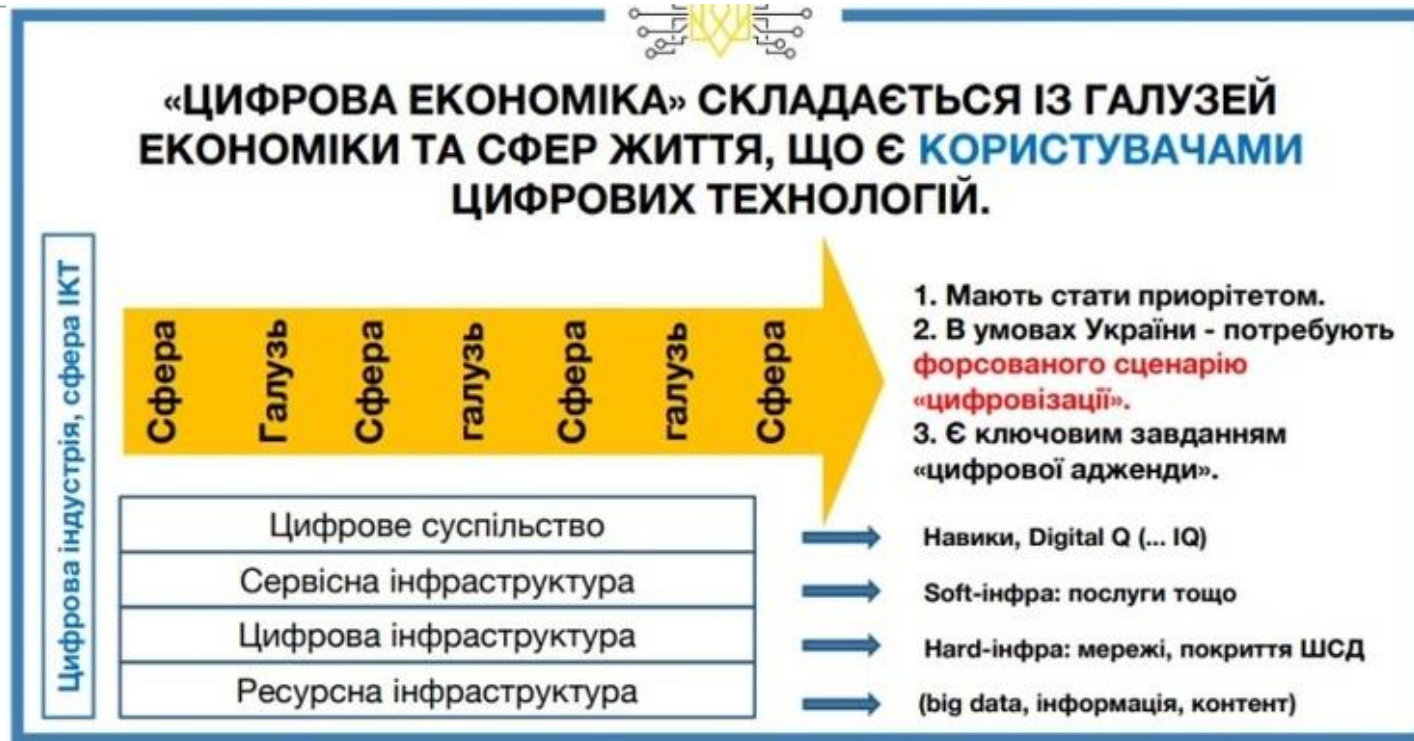 «ЦИФРОВА ЕКОНОМІКА» СКЛАДАЄТЬСЯ ІЗ ГАЛУЗЕЙ
ЕКОНОМІКИ ТА СФЕР ЖИТТЯ, ЩО Є КОРИСТУВАЧАМИ
ЦИФРОВИХ ТЕХНОЛОГІЙ.
Цифрова індустрія, сфера ІКТ
Сфера
Галузь
Сфера
галузь
Сфера
галузь
Сфера
1. Мають стати приорітетом.
2. В умовах України - потребують
форсованого сценарію
«цифровізації».
3. Є ключовим завданням
«цифрової адженди».
Цифрове суспільство
Навики, Digital Q (... IQ)
Сервісна інфраструктура
Soft-інфра: послуги тощо
Цифрова інфраструктура
Hard-інфра: мережі, покриття ШСД
Ресурсна інфраструктура
(big data, інформація, контент)